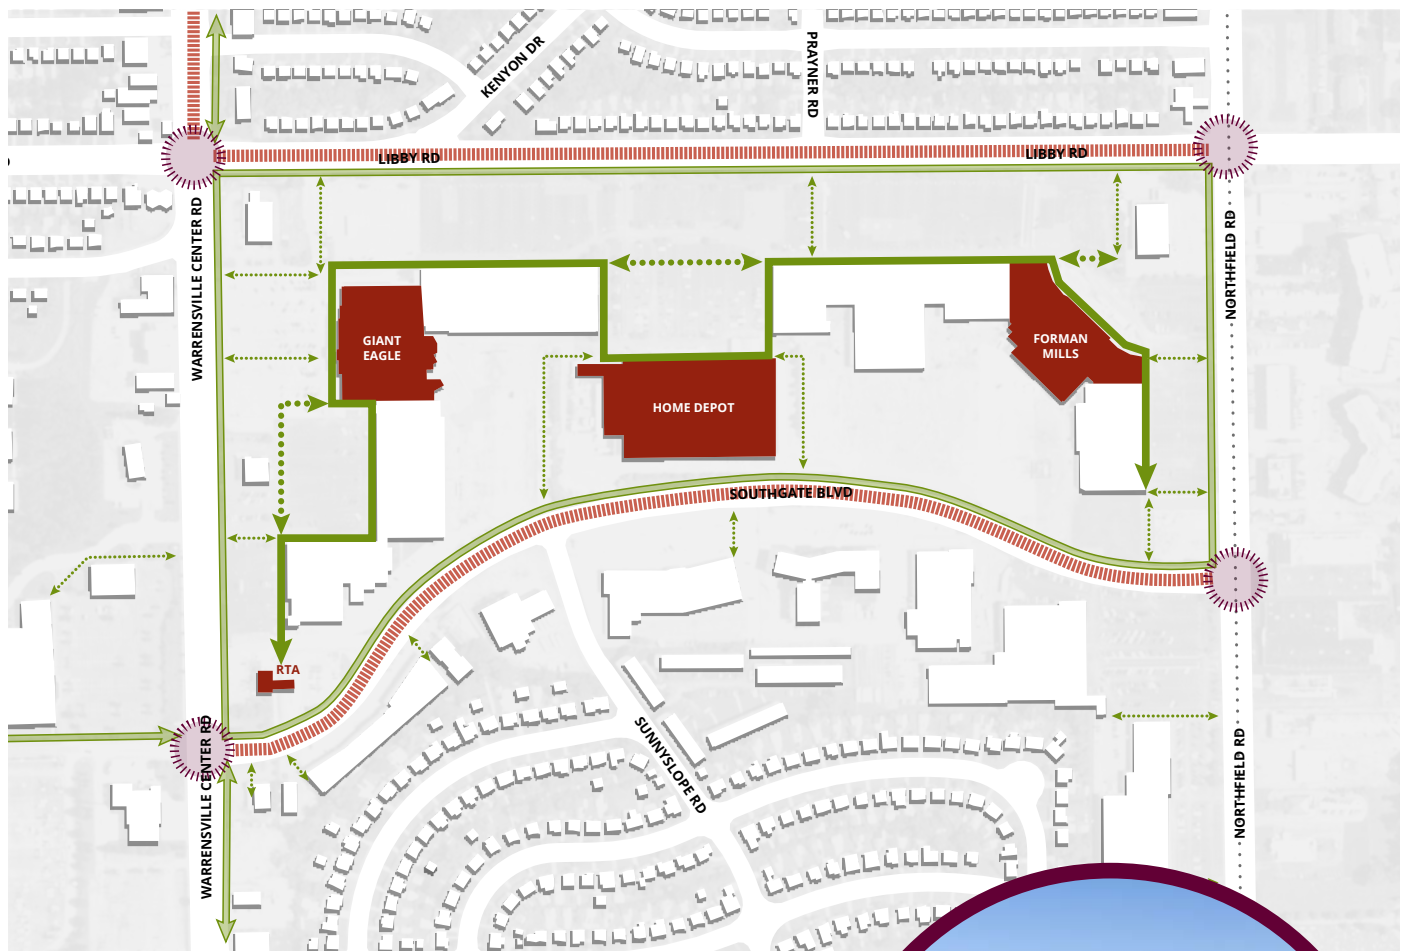 KENYON DR
PRAYNER RD
LIBBY RD
LIBBY RD
WARRENSVILLE CENTER RD
NORTHFIELD RD
GIANT
EAGLE
FORMAN
MILLS
HOME DEPOT
SOUTHGATE BLVD
RTA
WARRENSVILLE CENTER RD
SUNNYSLOPE RD
NORTHFIELD RD